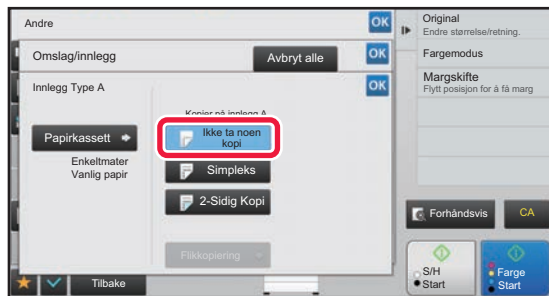 Andre
OK
Omslag/innlegg
Avbryt alle
OK
Innlegg Type A
OK
Kopier på innlegg A
Papirkassett
Enkeltmater
Vanlig papir
Ikke ta noen
kopi
Simpleks
2-Sidig Kopi
Flikkopiering
Tilbake
Original
Endre størrelse/retning.
Fargemodus
Margskifte
Flytt posisjon for å få marg
Forhåndsvis
CA
S/H
Start
Farge
Start